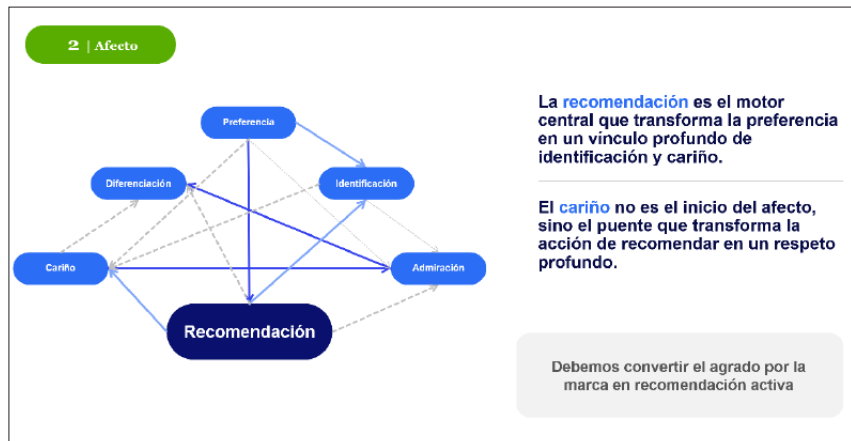 2 | Afecto
Preferencia
Diferenciación
Identificación
Cariño
Admiración
Recomendación
La recomendación es el motor
central que transforma la preferencia
en un vínculo profundo de
identificación y cariño.
El cariño no es el inicio del afecto,
sino el puente que transforma la
acción de recomendar en un respeto
profundo.
Debemos convertir el agrado por la
marca en recomendación activa